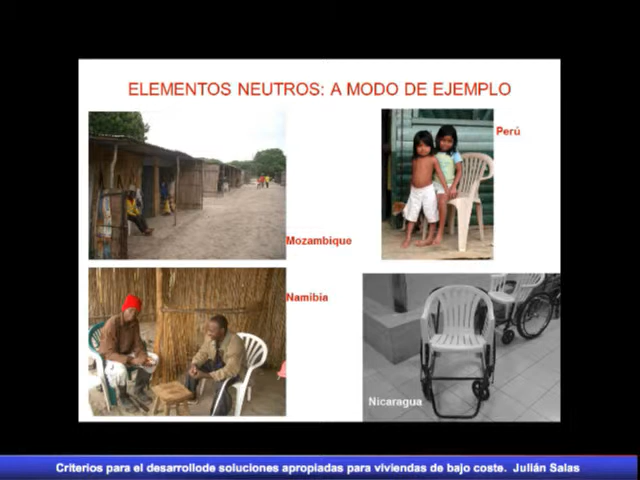 ELEMENTOS NEUTROS: A MODO DE EJEMPLO
Perú
Mozambique
Namibia
Nicaragua
Criterios para el desarrollode soluciones apropiadas para viviendas de bajo coste. Julián Salas